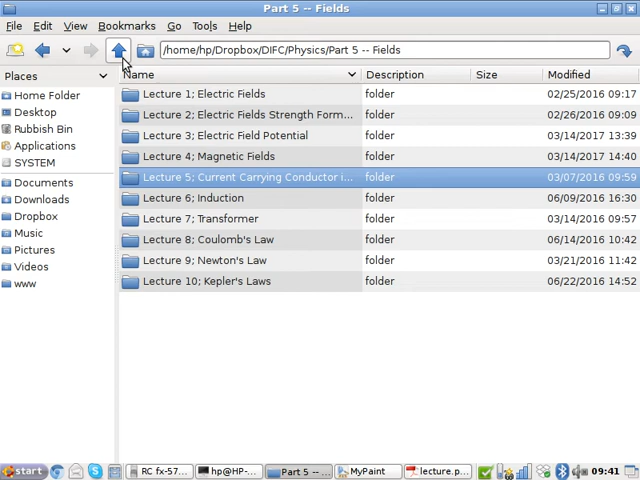 Part 5 -- Fields
File Edit View Bookmarks Go Tools Help
/home/hp/Dropbox/DIFC/Physics/Part 5 -- Fields
Places
Name Description Size Modified
Home Folder
Desktop
Rubbish Bin
Applications
SYSTEM
Documents
Downloads
Dropbox
Music
Pictures
Videos
www
Lecture 1; Electric Fields folder 02/25/2016 09:17
Lecture 2; Electric Fields Strength Form... folder 02/26/2016 09:09
Lecture 3; Electric Field Potential folder 03/14/2017 13:39
Lecture 4; Magnetic Fields folder 03/14/2017 14:40
Lecture 5; Current Carrying Conductor i... folder 03/07/2016 09:59
Lecture 6; Induction folder 06/09/2016 16:30
Lecture 7; Transformer folder 03/14/2016 09:57
Lecture 8; Coulomb's Law folder 06/14/2016 10:42
Lecture 9; Newton's Law folder 03/21/2016 11:42
Lecture 10; Kepler's Laws folder 06/22/2016 14:52
start RC fx-57... hp@HP-... Part 5 -- ... MyPaint lecture.p... 09:41